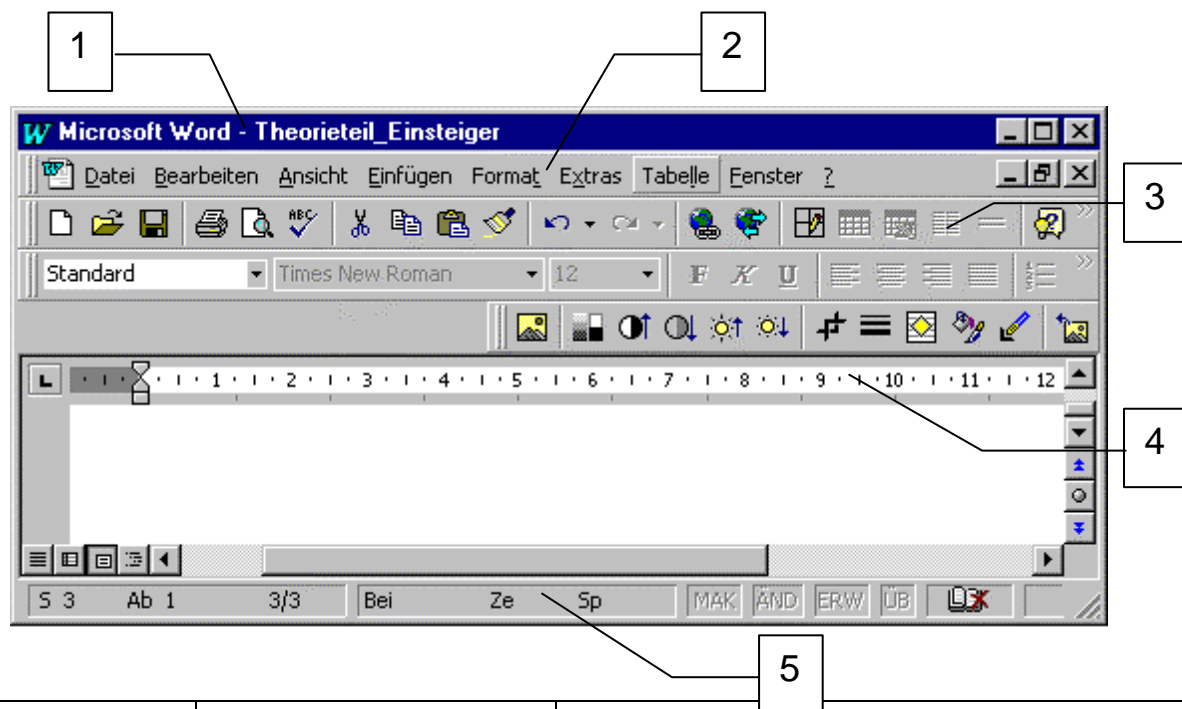 1
2
Microsoft Word - Theorieteil_Einsteiger
Datei Bearbeiten Ansicht Einfügen Format Extras Tabelle Fenster ?
3
ABC
Standard Times New Roman 12 F K U
L 1 2 3 4 5 6 7 8 9 10 11 12
4
S 3 Ab 1 3/3 Bei Ze Sp MAK ÄND ERW ÜB
5